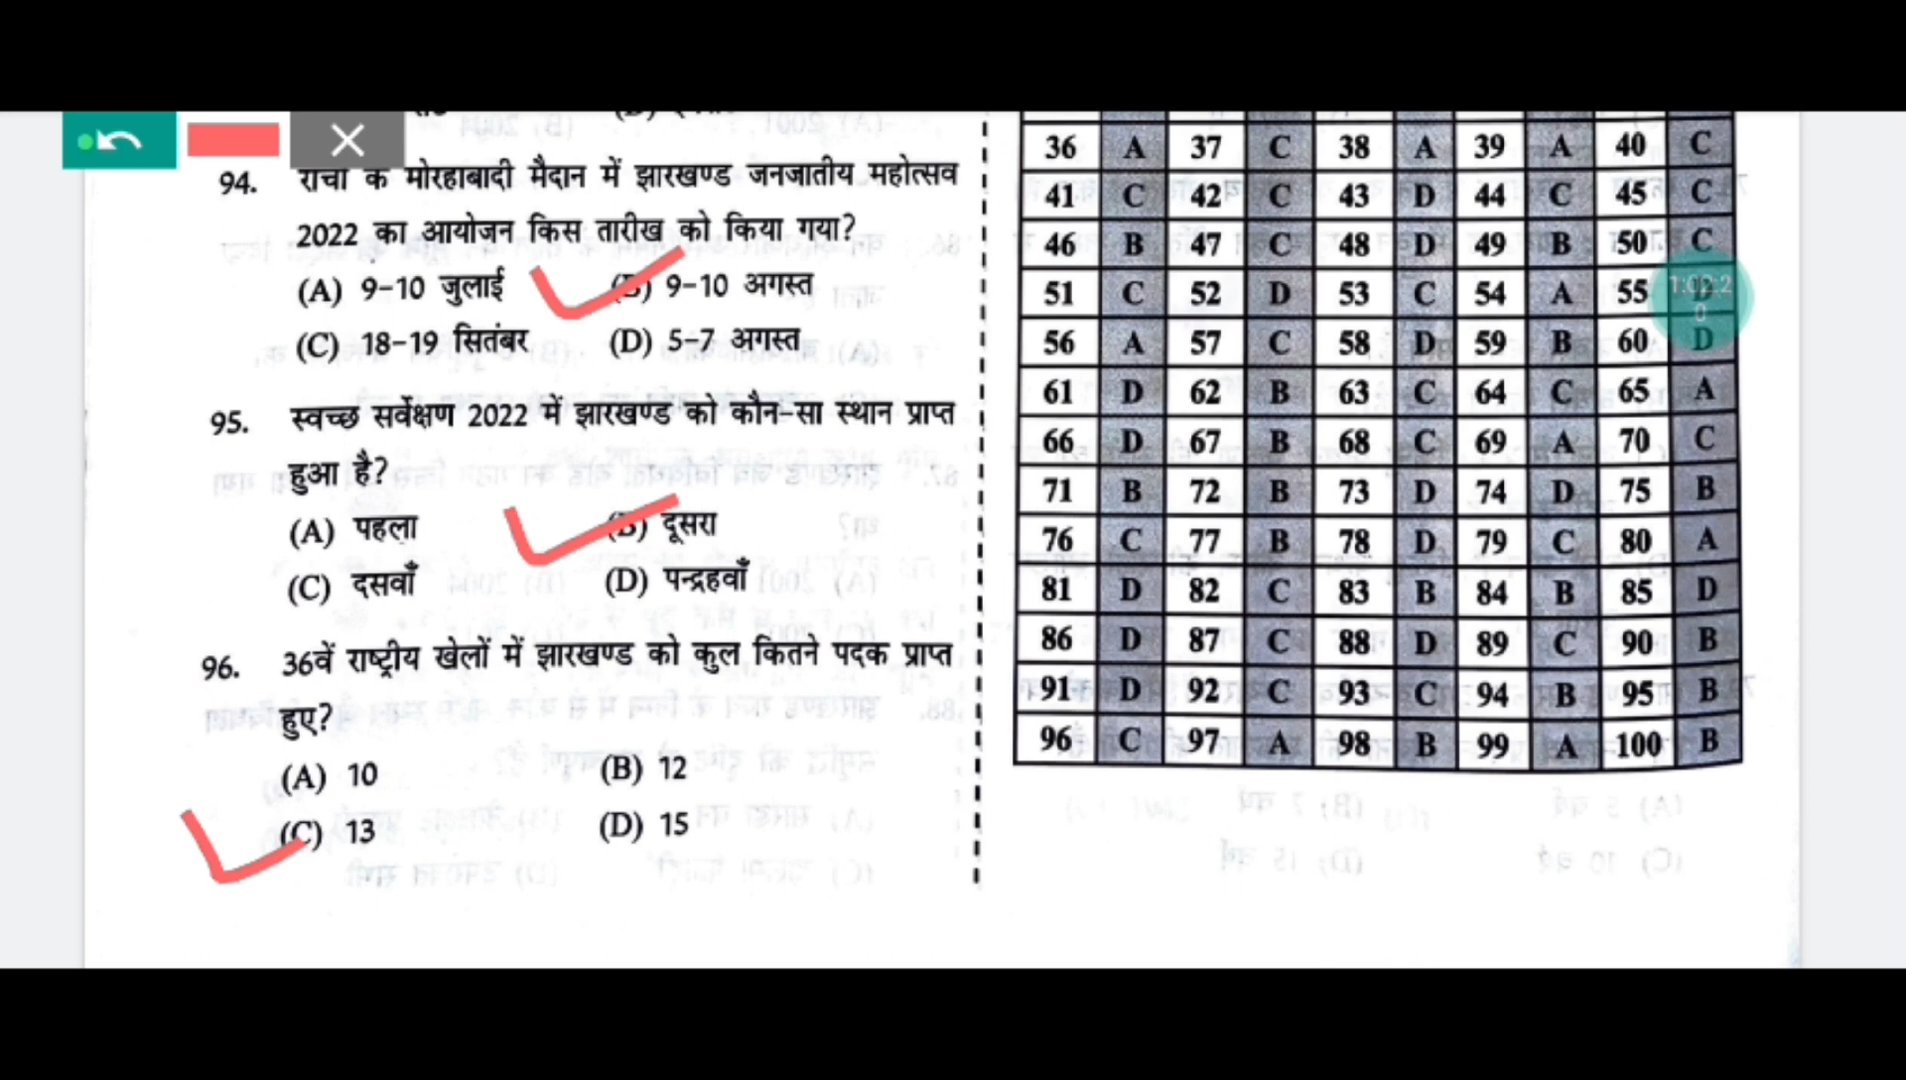 94. रांची के मोरहाबादी मैदान में झारखण्ड जनजातीय महोत्सव
2022 का आयोजन किस तारीख को किया गया?
(A) 9-10 जुलाई (B) 9-10 अगस्त
(C) 18-19 सितंबर (D) 5-7 अगस्त
95. स्वच्छ सर्वेक्षण 2022 में झारखण्ड को कौन-सा स्थान प्राप्त
हुआ है?
(A) पहला (B) दूसरा
(C) दसवाँ (D) पन्द्रहवाँ
96. 36वें राष्ट्रीय खेलों में झारखण्ड को कुल कितने पदक प्राप्त
हुए?
(A) 10 (B) 12
(C) 13 (D) 15
36 A 37 C 38 A 39 A 40 C
41 C 42 C 43 D 44 C 45 C
46 B 47 C 48 D 49 B 50 C
51 C 52 D 53 C 54 A 55 D
56 A 57 C 58 D 59 B 60 D
61 D 62 B 63 C 64 C 65 A
66 D 67 B 68 C 69 A 70 C
71 B 72 B 73 D 74 D 75 B
76 C 77 B 78 D 79 C 80 A
81 D 82 C 83 B 84 B 85 D
86 D 87 C 88 D 89 C 90 B
91 D 92 C 93 C 94 B 95 B
96 C 97 A 98 B 99 A 100 B
1:02:2
0